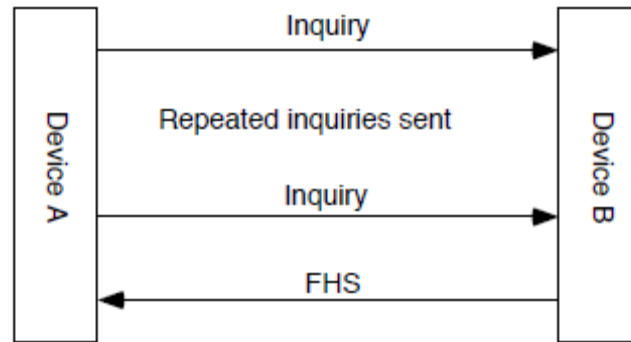 Inquiry
Repeated inquiries sent
Device A
Device B
Inquiry
FHS